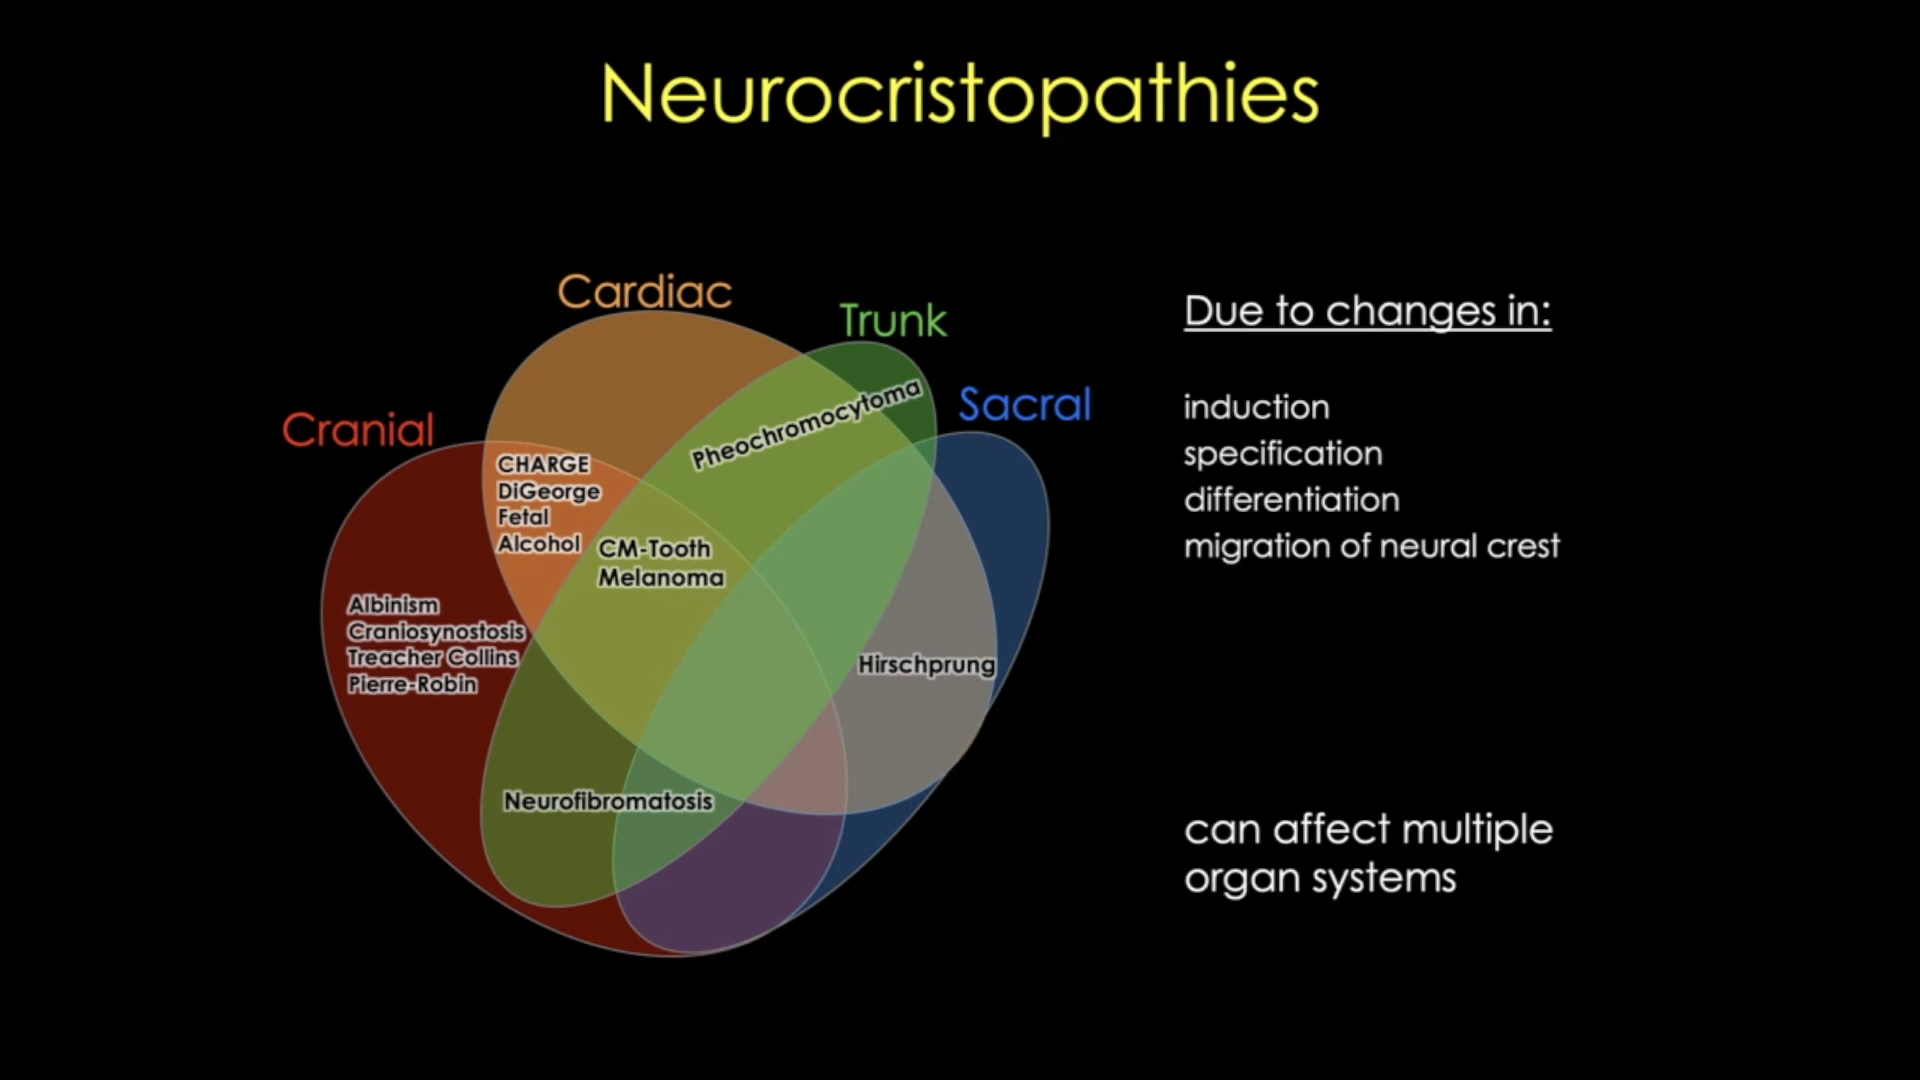 Neurocristopathies
Cardiac
Trunk
Sacral
Cranial
CHARGE
DiGeorge
Fetal
Alcohol
Pheochromocytoma
CM-Tooth
Melanoma
Albinism
Craniosynostosis
Treacher Collins
Pierre-Robin
Hirschprung
Neurofibromatosis
Due to changes in:
induction
specification
differentiation
migration of neural crest
can affect multiple
organ systems